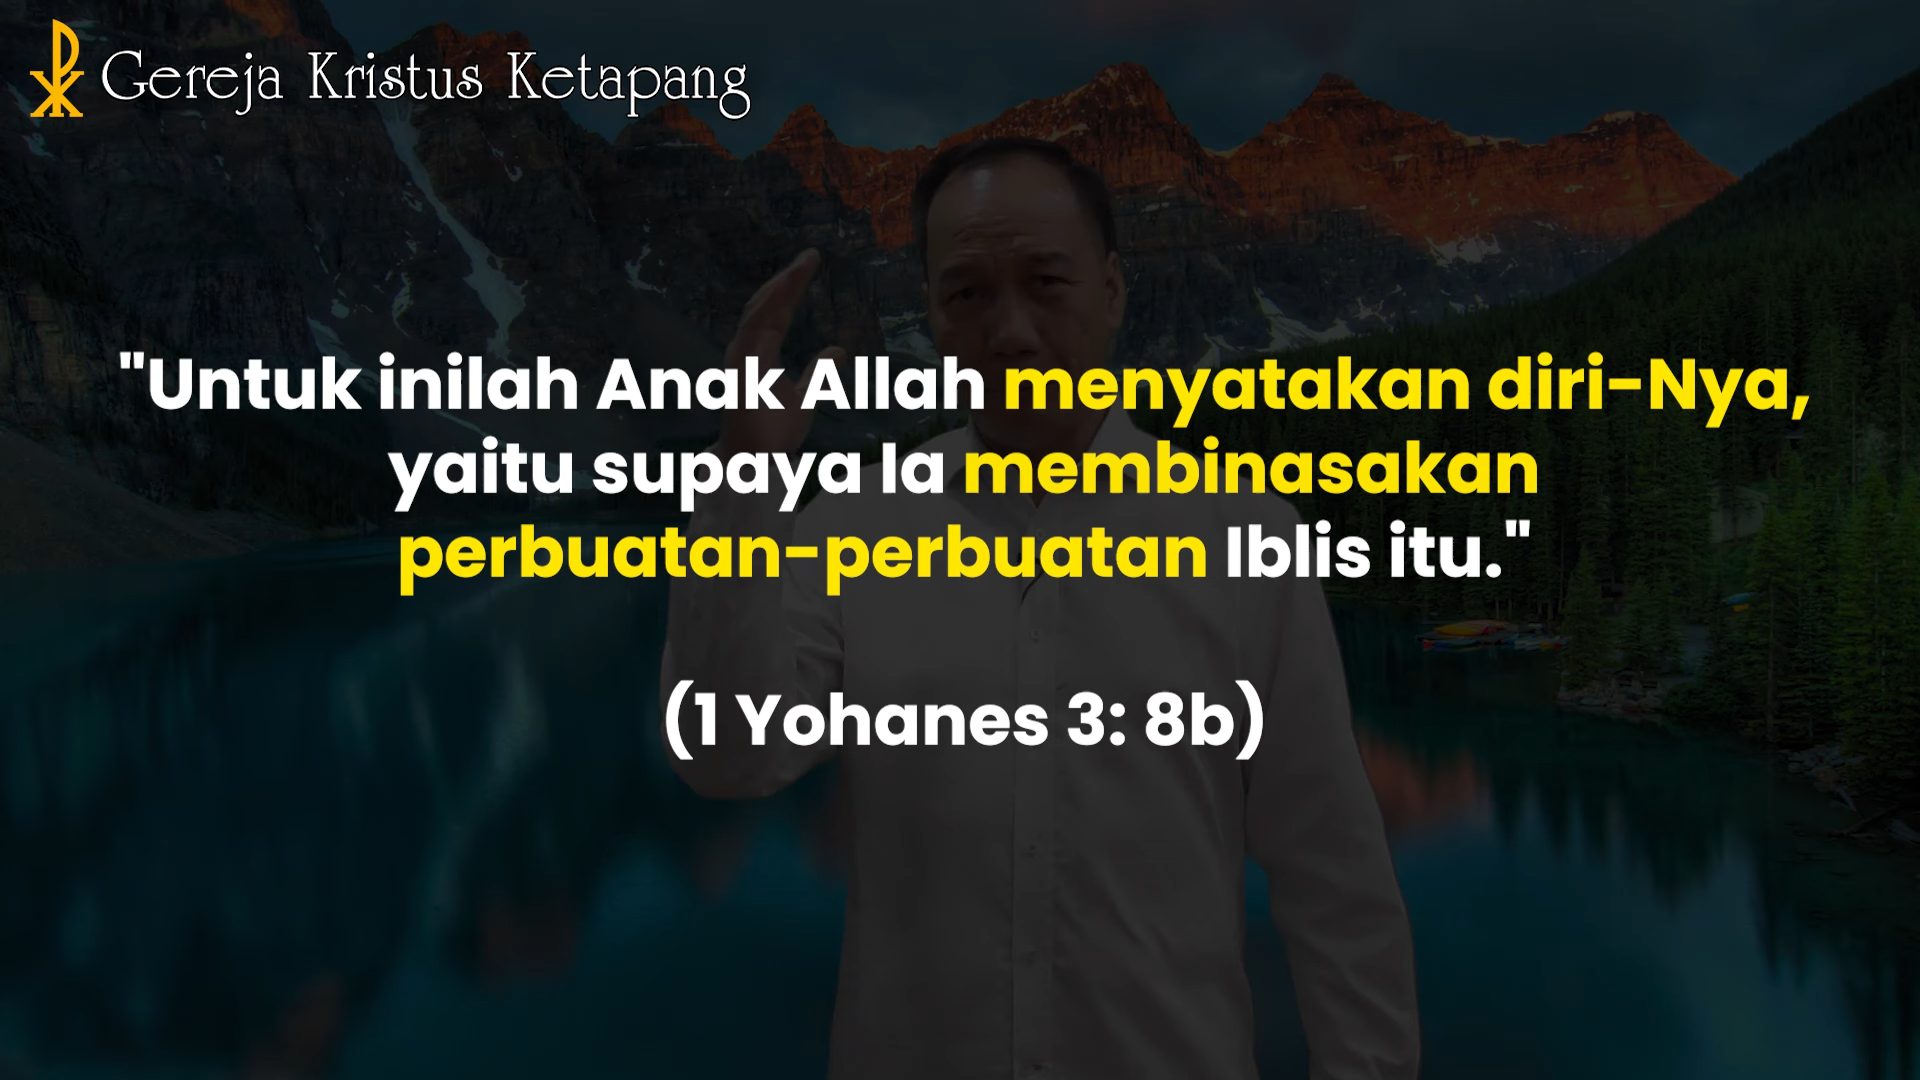 Gereja Kristus Ketapang
"Untuk inilah Anak Allah menyatakan diri-Nya,
yaitu supaya Ia membinasakan
perbuatan-perbuatan Iblis itu."
(1 Yohanes 3: 8b)